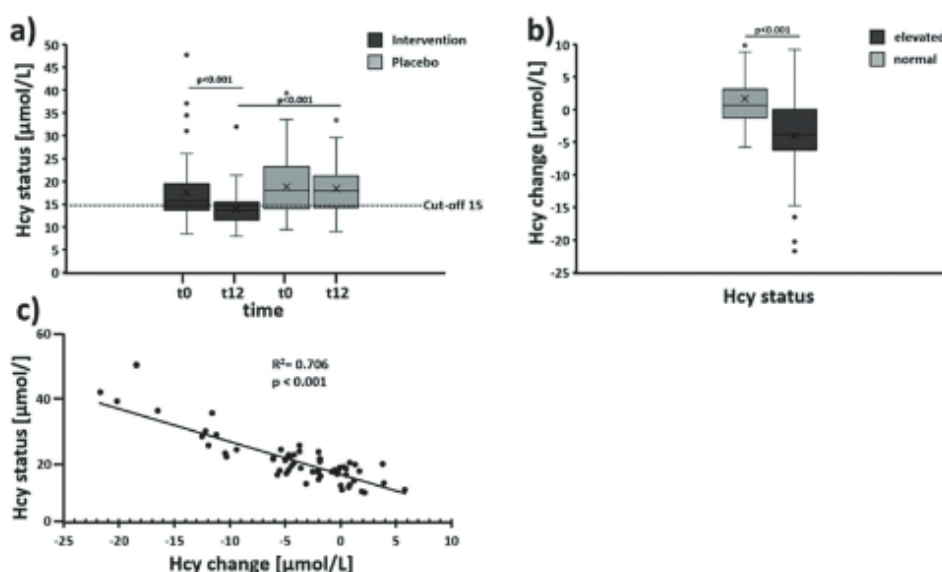 a)
Hcy status [μmol/L]
50
45
40
35
30
25
20
15
10
5
0
Intervention
Placebo
p<0.001
p<0.001
Cut-off 15
t0
t12
t0
t12
time
b)
Hcy change [μmol/L]
10
5
0
-5
-10
-15
-20
-25
p<0.001
elevated
normal
Hcy status
c)
Hcy status [μmol/]
60
40
20
0
R²= 0.706
p < 0.001
-25
-20
-15
-10
-5
0
5
10
Hcy change [μmol/L]